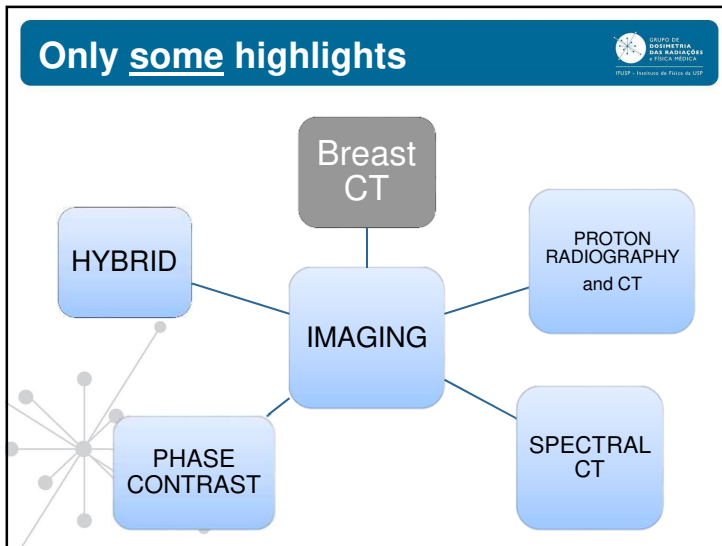 Only some highlights
GRUPO DE
DOSIMETRIA
DAS RADIAÇÕES
e FÍSICA MÉDICA
IFUSP - Instituto de Física da USP
Breast
CT
HYBRID
PROTON
RADIOGRAPHY
and CT
IMAGING
PHASE
CONTRAST
SPECTRAL
CT